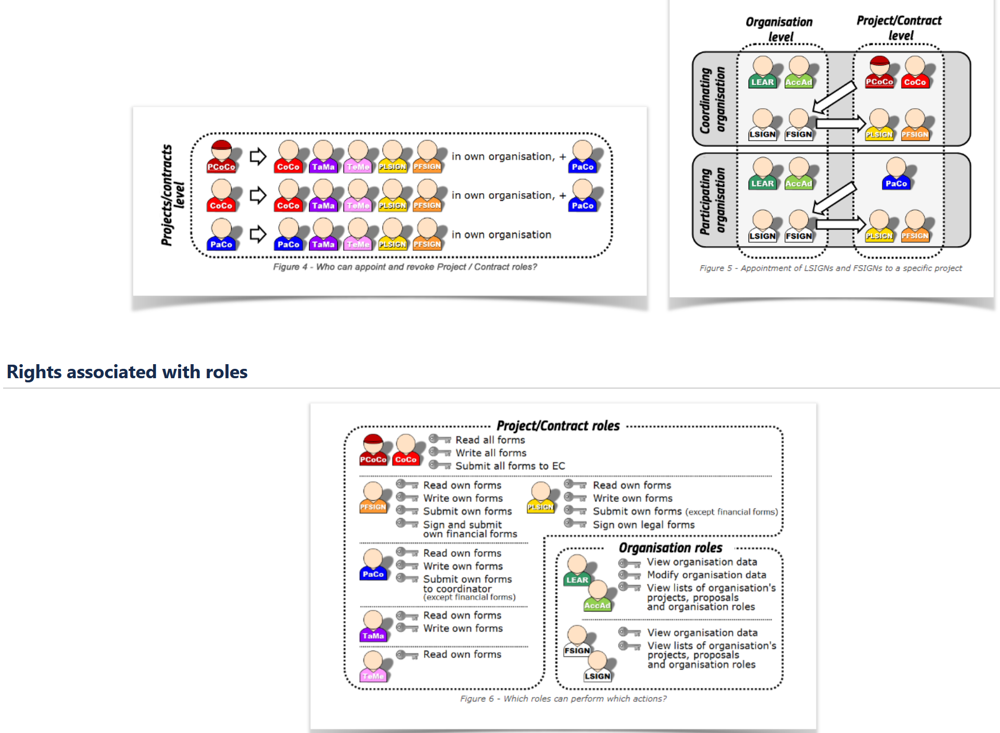 Projects/contracts
level
PCoCo
CoCo TaMa TeMe PLSIGN PFSIGN in own organisation, + PaCo
CoCo
CoCo TaMa TeMe PLSIGN PFSIGN in own organisation, + PaCo
PaCo
PaCo TaMa TeMe PLSIGN PFSIGN in own organisation
Figure 4 - Who can appoint and revoke Project / Contract roles?
Organisation
level
Project/Contract
level
Coordinating
organisation
LEAR AccAd
PCoCo CoCo
LSIGN FSIGN
PLSIGN PFSIGN
Participating
organisation
LEAR AccAd
PaCo
LSIGN FSIGN
PLSIGN PFSIGN
Figure 5 - Appointment of LSIGNs and FSIGNs to a specific project
Rights associated with roles
Project/Contract roles
PCoCo CoCo
Read all forms
Write all forms
Submit all forms to EC
PFSIGN
Read own forms
Write own forms
Submit own forms
Sign and submit
own financial forms
PLSIGN
Read own forms
Write own forms
Submit own forms (except financial forms)
Sign own legal forms
PaCo
Read own forms
Write own forms
Submit own forms
to coordinator
(except financial forms)
TaMa
Read own forms
Write own forms
TeMe
Read own forms
Organisation roles
LEAR
AccAd
View organisation data
Modify organisation data
View lists of organisation's
projects, proposals
and organisation roles
FSIGN
LSIGN
View organisation data
View lists of organisation's
projects, proposals
and organisation roles
Figure 6 - Which roles can perform which actions?